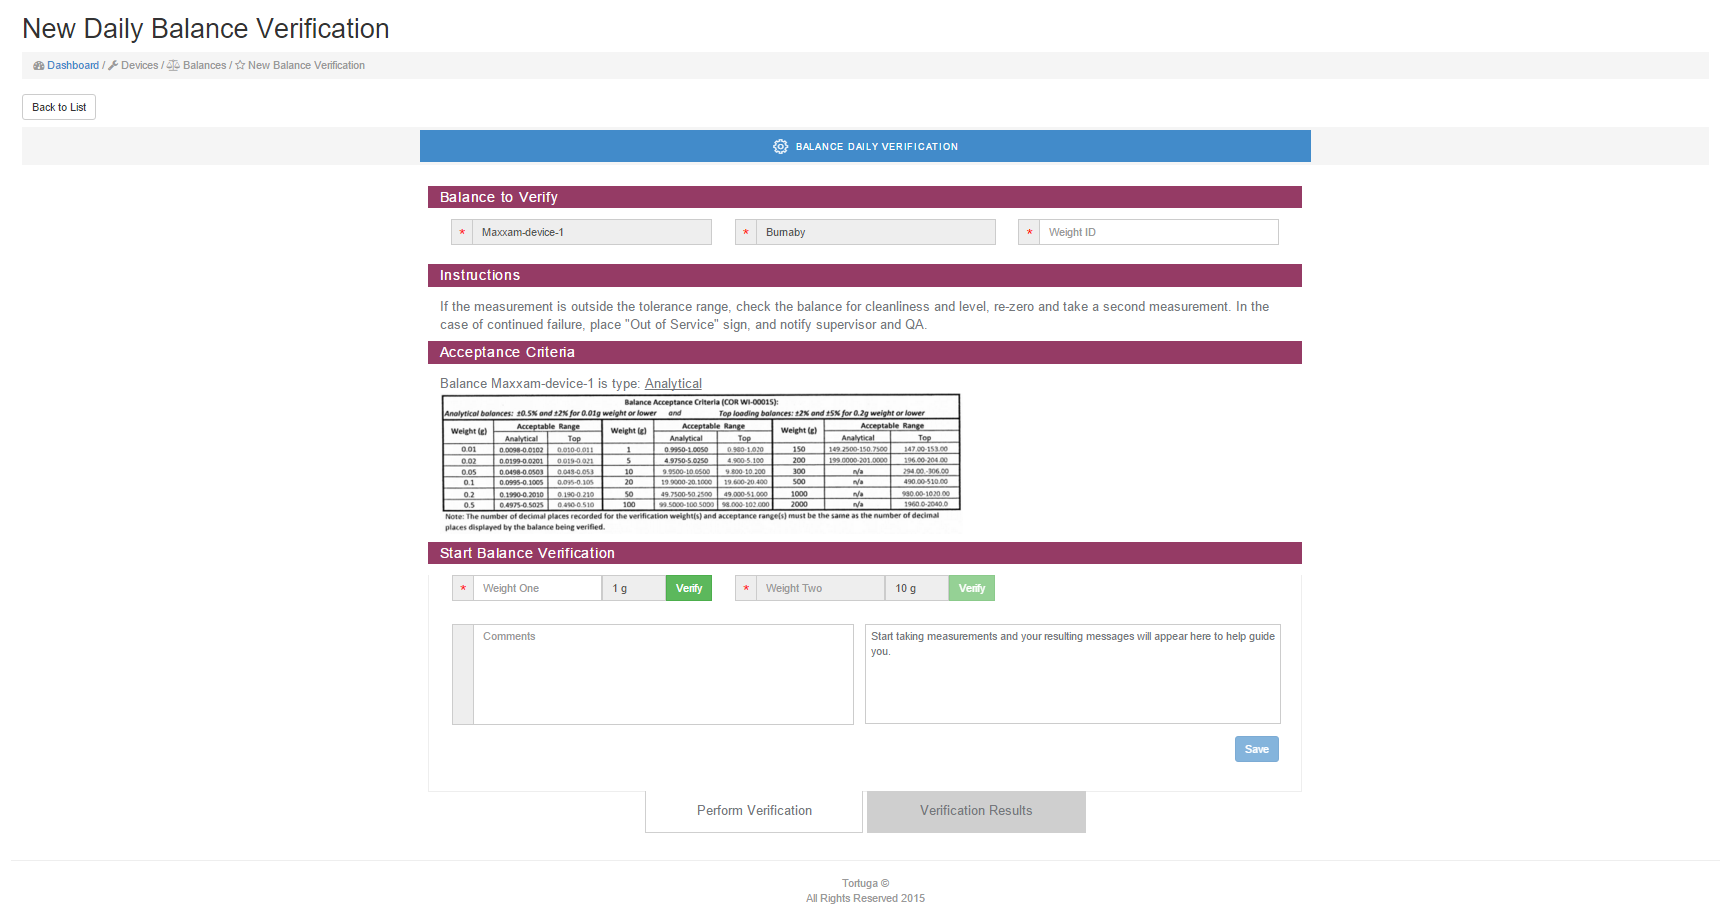 New Daily Balance Verification
Dashboard / Devices / Balances / New Balance Verification
Back to List
BALANCE DAILY VERIFICATION
Balance to Verify
* Maxxam-device-1 * Burnaby * Weight ID
Instructions
If the measurement is outside the tolerance range, check the balance for cleanliness and level, re-zero and take a second measurement. In the
case of continued failure, place "Out of Service" sign, and notify supervisor and QA.
Acceptance Criteria
Balance Maxxam-device-1 is type: Analytical
Balance Acceptance Criteria (COR WI-00015):
Analytical balances: ±0.5% and ±2% for 0.01g weight or lower and Top loading balances: ±2% and ±5% for 0.2g weight or lower
Weight (g) Acceptable Range Weight (g) Acceptable Range Weight (g) Acceptable Range
Analytical Top Analytical Top Analytical Top
0.01 0.0098-0.0102 0.010-0.011 1 0.9950-1.0050 0.980-1.020 150 149.2500-150.7500 147.00-153.00
0.02 0.0199-0.0201 0.019-0.021 5 4.9750-5.0250 4.900-5.100 200 199.0000-201.0000 196.00-204.00
0.05 0.0498-0.0503 0.048-0.053 10 9.9500-10.0500 9.800-10.200 300 n/a 294.00.-306.00
0.1 0.0995-0.1005 0.095-0.105 20 19.9000-20.1000 19.600-20.400 500 n/a 490.00-510.00
0.2 0.1990-0.2010 0.190-0.210 50 49.7500-50.2500 49.000-51.000 1000 n/a 980.00-1020.00
0.5 0.4975-0.5025 0.490-0.510 100 99.5000-100.5000 98.000-102.000 2000 n/a 1960.0-2040.0
Note: The number of decimal places recorded for the verification weight(s) and acceptance range(s) must be the same as the number of decimal
places displayed by the balance being verified.
Start Balance Verification
* Weight One 1 g Verify * Weight Two 10 g Verify
Comments
Start taking measurements and your resulting messages will appear here to help guide
you.
Save
Perform Verification Verification Results
Tortuga ©
All Rights Reserved 2015